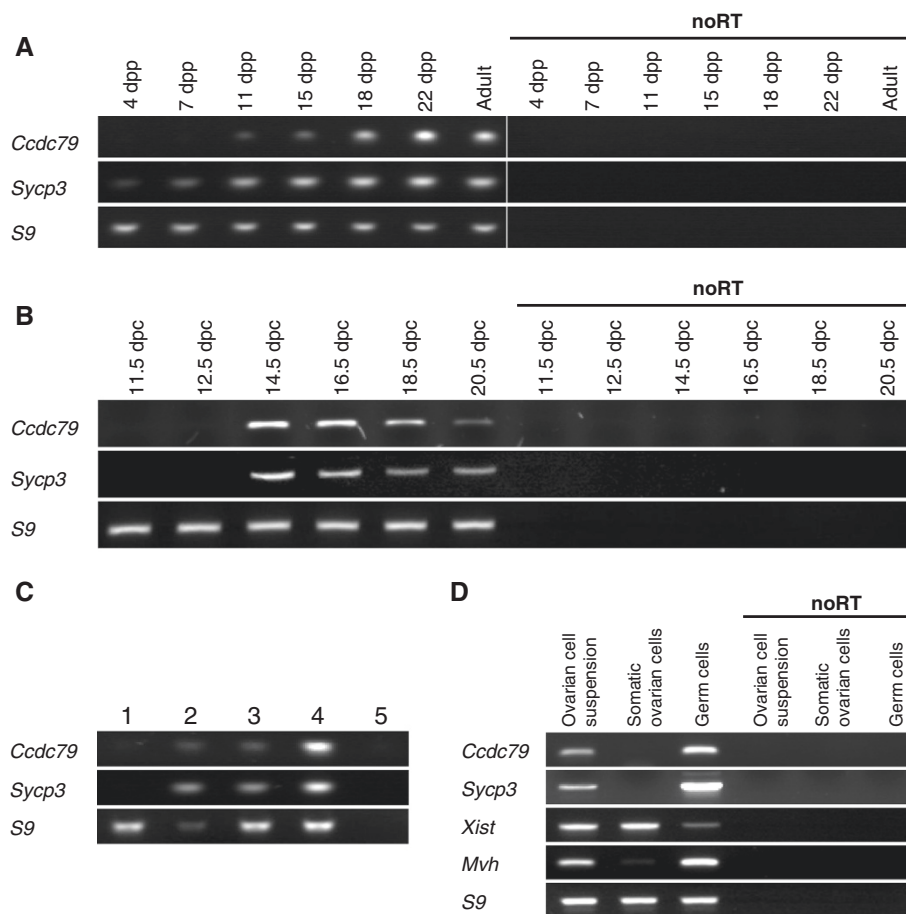 A
noRT
4 dpp 7 dpp 11 dpp 15 dpp 18 dpp 22 dpp Adult 4 dpp 7 dpp 11 dpp 15 dpp 18 dpp 22 dpp Adult
Ccdc79
Sycp3
S9
B
noRT
11.5 dpc 12.5 dpc 14.5 dpc 16.5 dpc 18.5 dpc 20.5 dpc 11.5 dpc 12.5 dpc 14.5 dpc 16.5 dpc 18.5 dpc 20.5 dpc
Ccdc79
Sycp3
S9
C
1 2 3 4 5
Ccdc79
Sycp3
S9
D
noRT
Ovarian cell suspension Somatic ovarian cells Germ cells Ovarian cell suspension Somatic ovarian cells Germ cells
Ccdc79
Sycp3
Xist
Mvh
S9